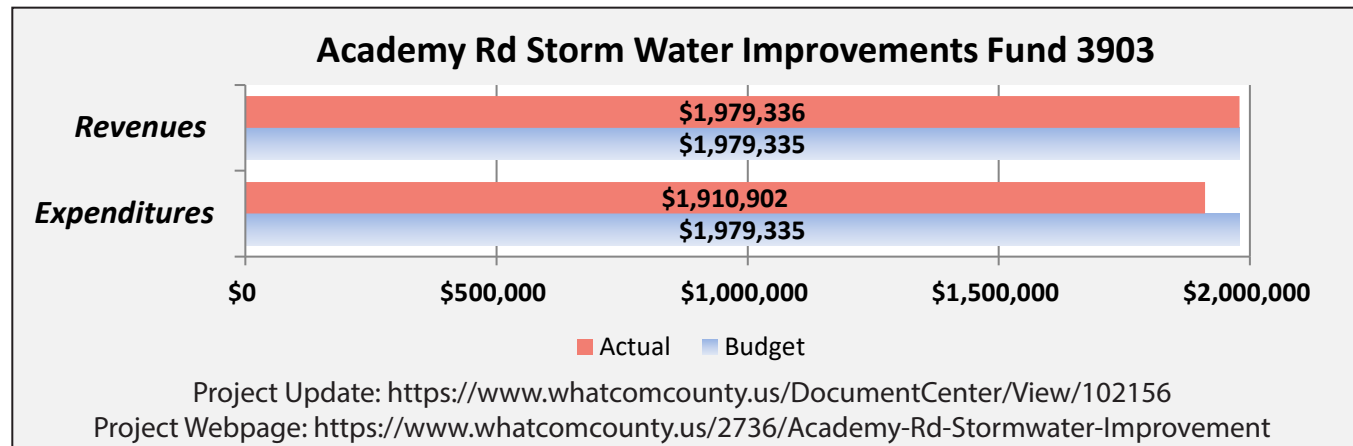 Academy Rd Storm Water Improvements Fund 3903
Revenues
$1,979,336
$1,979,335
Expenditures
$1,910,902
$1,979,335
$0 $500,000 $1,000,000 $1,500,000 $2,000,000
Actual Budget
Project Update: https://www.whatcomcounty.us/DocumentCenter/View/102156
Project Webpage: https://www.whatcomcounty.us/2736/Academy-Rd-Stormwater-Improvement